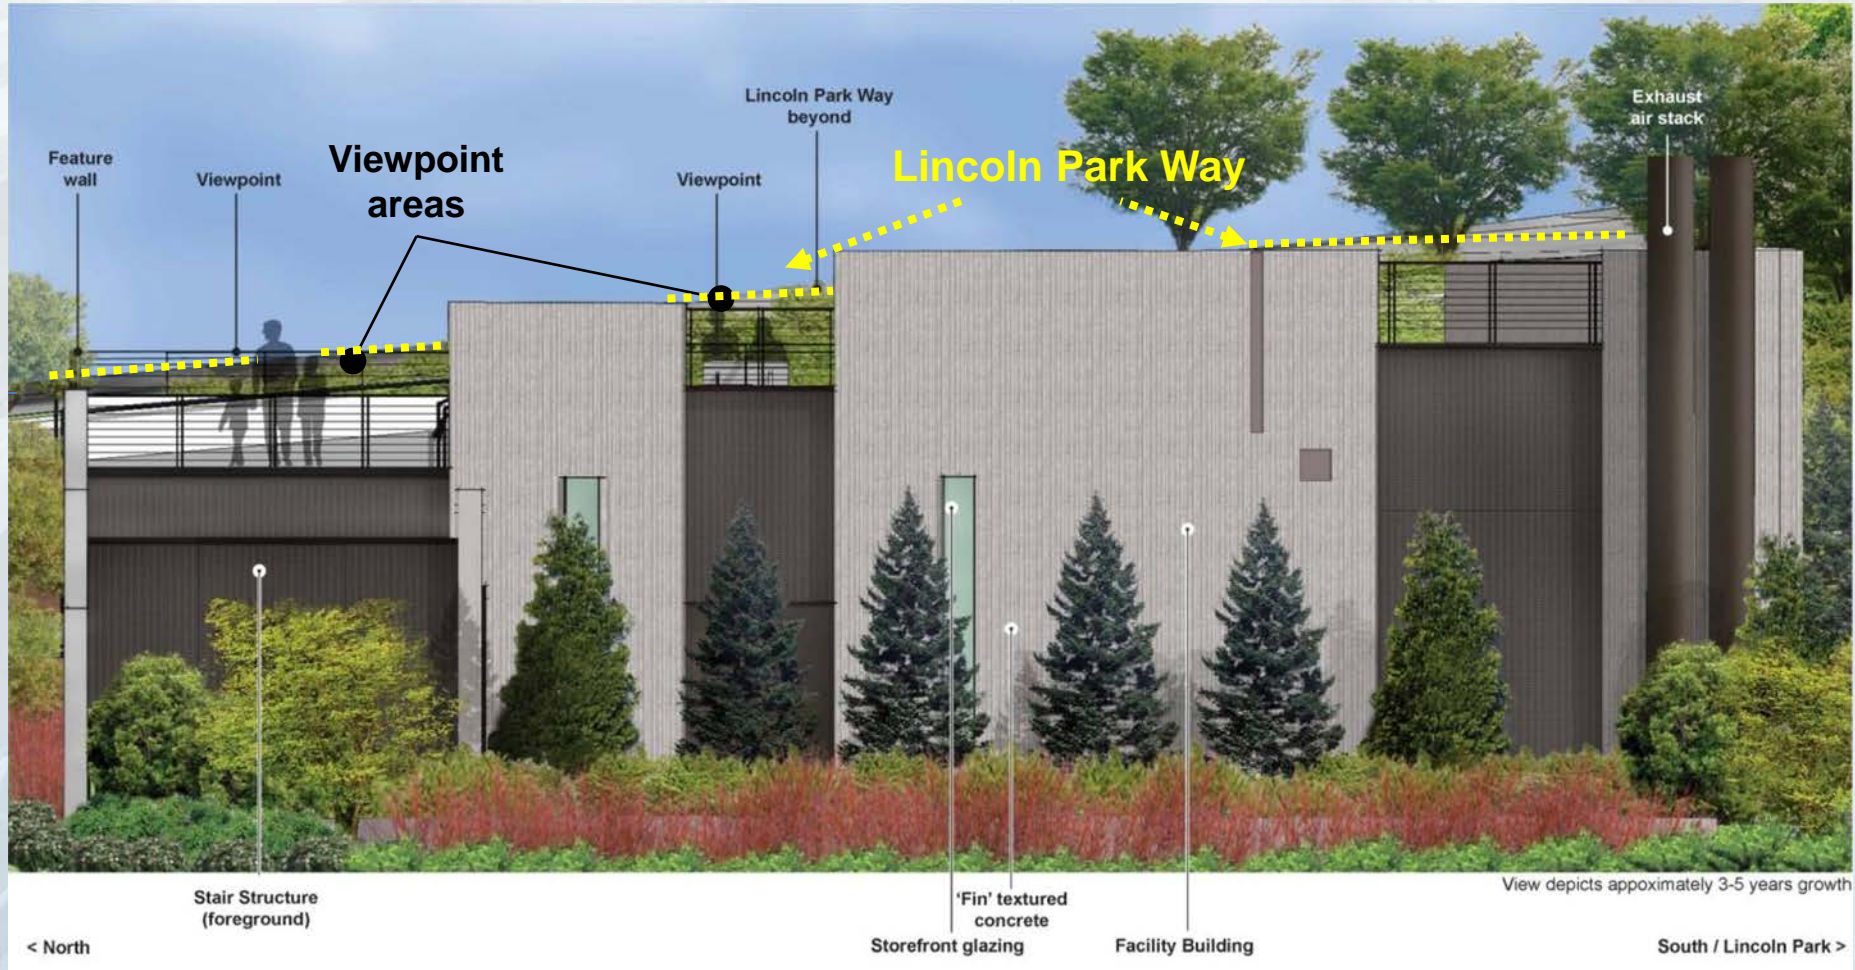 Lincoln Park Way
beyond
Exhaust
air stack
Feature
wall
Viewpoint
Viewpoint
areas
Viewpoint
Lincoln Park Way
View depicts appoximately 3-5 years growth
Stair Structure
(foreground)
'Fin' textured
concrete
Storefront glazing
Facility Building
< North
South / Lincoln Park >